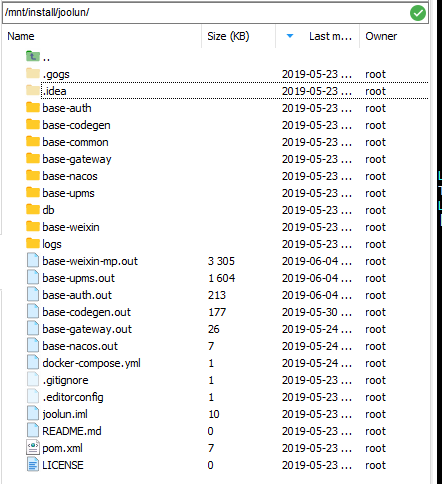 /mnt/install/joolun/
Name Size (KB) Last m... Owner
..
.gogs 2019-05-23 ... root
.idea 2019-05-23 ... root
base-auth 2019-05-23 ... root
base-codegen 2019-05-23 ... root
base-common 2019-05-23 ... root
base-gateway 2019-05-23 ... root
base-nacos 2019-05-23 ... root
base-upms 2019-05-23 ... root
db 2019-05-23 ... root
base-weixin 2019-05-23 ... root
logs 2019-05-23 ... root
base-weixin-mp.out 3 305 2019-06-04 ... root
base-upms.out 1 604 2019-06-04 ... root
base-auth.out 213 2019-06-04 ... root
base-codegen.out 177 2019-05-30 ... root
base-gateway.out 26 2019-05-24 ... root
base-nacos.out 7 2019-05-24 ... root
docker-compose.yml 1 2019-05-24 ... root
.gitignore 1 2019-05-23 ... root
.editorconfig 1 2019-05-23 ... root
joolun.iml 10 2019-05-23 ... root
README.md 0 2019-05-23 ... root
pom.xml 7 2019-05-23 ... root
LICENSE 0 2019-05-23 ... root